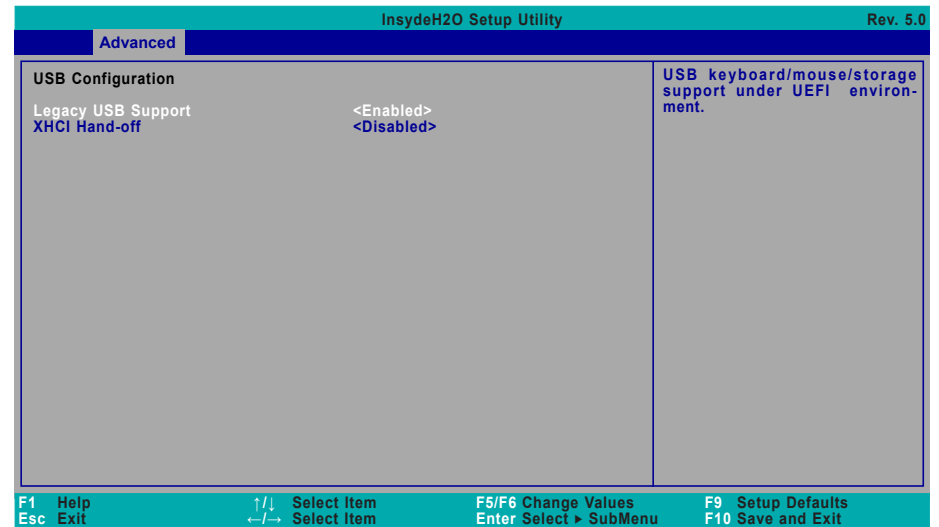 InsydeH2O Setup Utility Rev. 5.0
Advanced
USB Configuration
Legacy USB Support <Enabled>
XHCI Hand-off <Disabled>
USB keyboard/mouse/storage
support under UEFI environ-
ment.
F1 Help ↑/↓ Select Item F5/F6 Change Values F9 Setup Defaults
Esc Exit ←/→ Select Item Enter Select ▶ SubMenu F10 Save and Exit